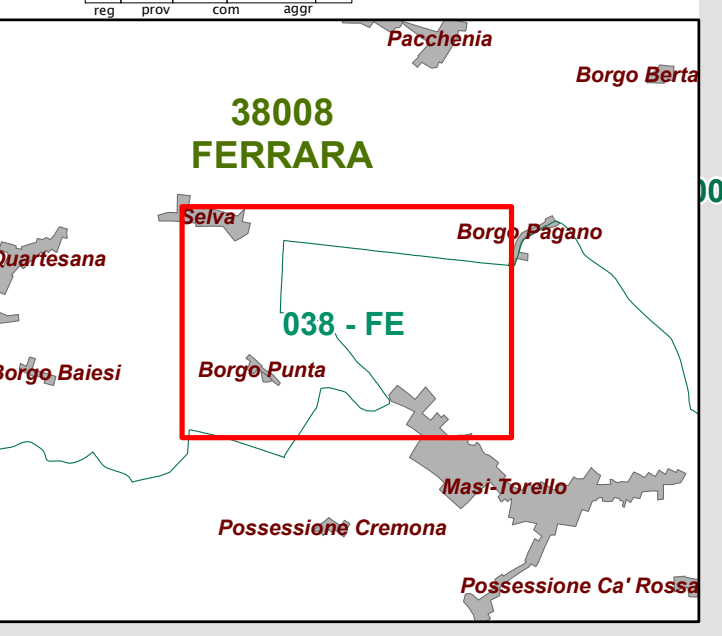 reg prov com aggr
Pacchenia
Borgo Berta
38008
FERRARA
00
Selva
Borgo Pagano
Quartesana
038 - FE
Borgo Baiesi
Borgo Punta
Masi-Torello
Possessione Cremona
Possessione Ca' Rossa